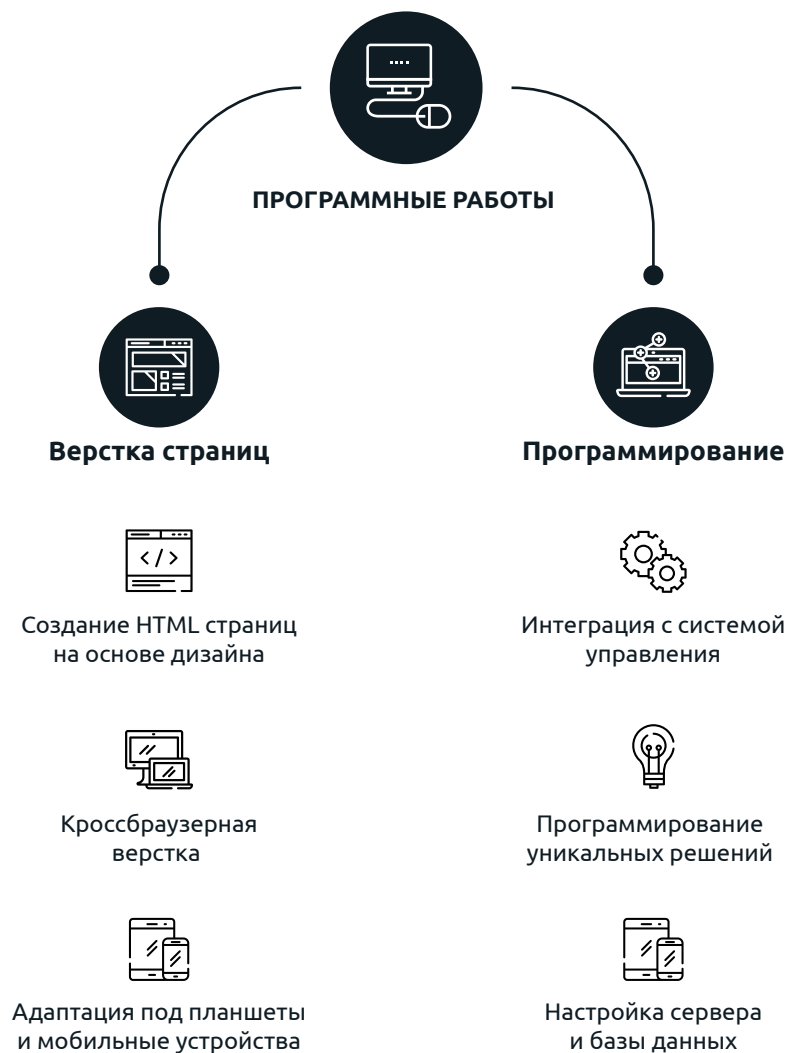 ПРОГРАММНЫЕ РАБОТЫ
Верстка страниц
Создание HTML страниц
на основе дизайна
Кроссбраузерная
верстка
Адаптация под планшеты
и мобильные устройства
Программирование
Интеграция с системой
управления
Программирование
уникальных решений
Настройка сервера
и базы данных